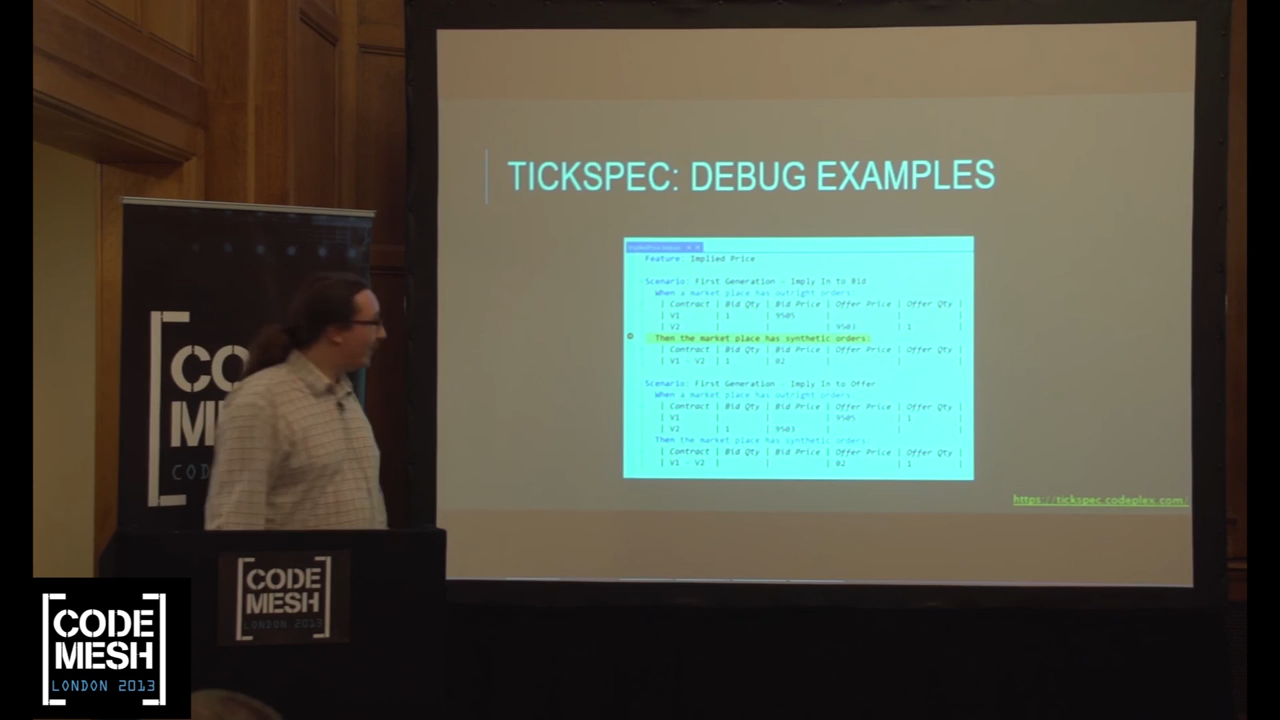 TICKSPEC: DEBUG EXAMPLES
Feature: Implied Price
Scenario: First Generation - Imply In to Bid
When a market place has outright orders:
| Contract | Bid Qty | Bid Price | Offer Price | Offer Qty |
| V1 | 1 | 9505 | | |
| V2 | | | 9503 | 1 |
Then the market place has synthetic orders:
| Contract | Bid Qty | Bid Price | Offer Price | Offer Qty |
| V1 - V2 | 1 | 02 | | |
Scenario: First Generation - Imply In to Offer
When a market place has outright orders:
| Contract | Bid Qty | Bid Price | Offer Price | Offer Qty |
| V1 | | | 9505 | 1 |
| V2 | 1 | 9503 | | |
Then the market place has synthetic orders:
| Contract | Bid Qty | Bid Price | Offer Price | Offer Qty |
| V1 - V2 | | | 02 | 1 |
https://tickspec.codeplex.com/
CO
M
COD
CODE
MESH
LONDON 2013
CODE
MESH
LONDON 2013